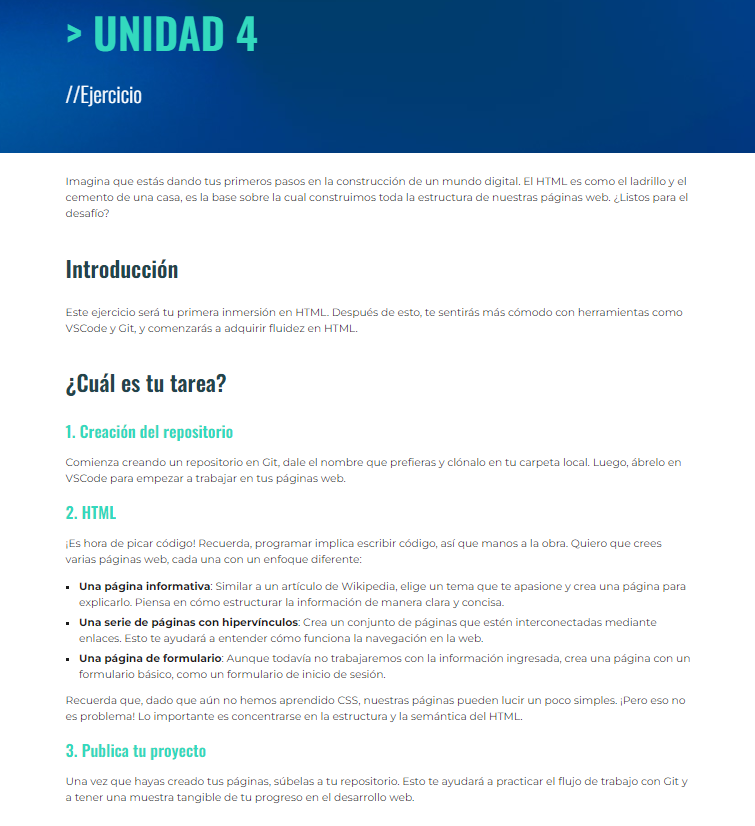 > UNIDAD 4
//Ejercicio
Imagina que estás dando tus primeros pasos en la construcción de un mundo digital. El HTML es como el ladrillo y el
cemento de una casa, es la base sobre la cual construimos toda la estructura de nuestras páginas web. ¿Listos para el
desafío?
Introducción
Este ejercicio será tu primera inmersión en HTML. Después de esto, te sentirás más cómodo con herramientas como
VSCode y Git, y comenzarás a adquirir fluidez en HTML.
¿Cuál es tu tarea?
1. Creación del repositorio
Comienza creando un repositorio en Git, dale el nombre que prefieras y clónalo en tu carpeta local. Luego, ábrelo en
VSCode para empezar a trabajar en tus páginas web.
2. HTML
¡Es hora de picar código! Recuerda, programar implica escribir código, así que manos a la obra. Quiero que crees
varias páginas web, cada una con un enfoque diferente:
▪ Una página informativa: Similar a un artículo de Wikipedia, elige un tema que te apasione y crea una página para
explicarlo. Piensa en cómo estructurar la información de manera clara y concisa.
▪ Una serie de páginas con hipervínculos: Crea un conjunto de páginas que estén interconectadas mediante
enlaces. Esto te ayudará a entender cómo funciona la navegación en la web.
▪ Una página de formulario: Aunque todavía no trabajaremos con la información ingresada, crea una página con un
formulario básico, como un formulario de inicio de sesión.
Recuerda que, dado que aún no hemos aprendido CSS, nuestras páginas pueden lucir un poco simples. ¡Pero eso no
es problema! Lo importante es concentrarse en la estructura y la semántica del HTML.
3. Publica tu proyecto
Una vez que hayas creado tus páginas, súbelas a tu repositorio. Esto te ayudará a practicar el flujo de trabajo con Git y
a tener una muestra tangible de tu progreso en el desarrollo web.